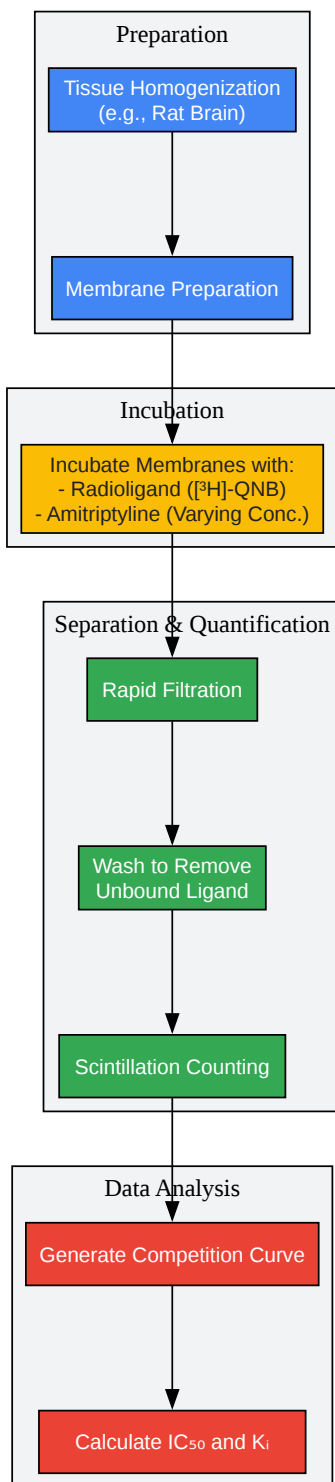 Preparation
Tissue Homogenization
(e.g., Rat Brain)
Membrane Preparation
Incubation
Incubate Membranes with:
- Radioligand ([³H]-QNB)
- Amitriptyline (Varying Conc.)
Separation & Quantification
Rapid Filtration
Wash to Remove
Unbound Ligand
Scintillation Counting
Data Analysis
Generate Competition Curve
Calculate IC₅₀ and Kᵢ